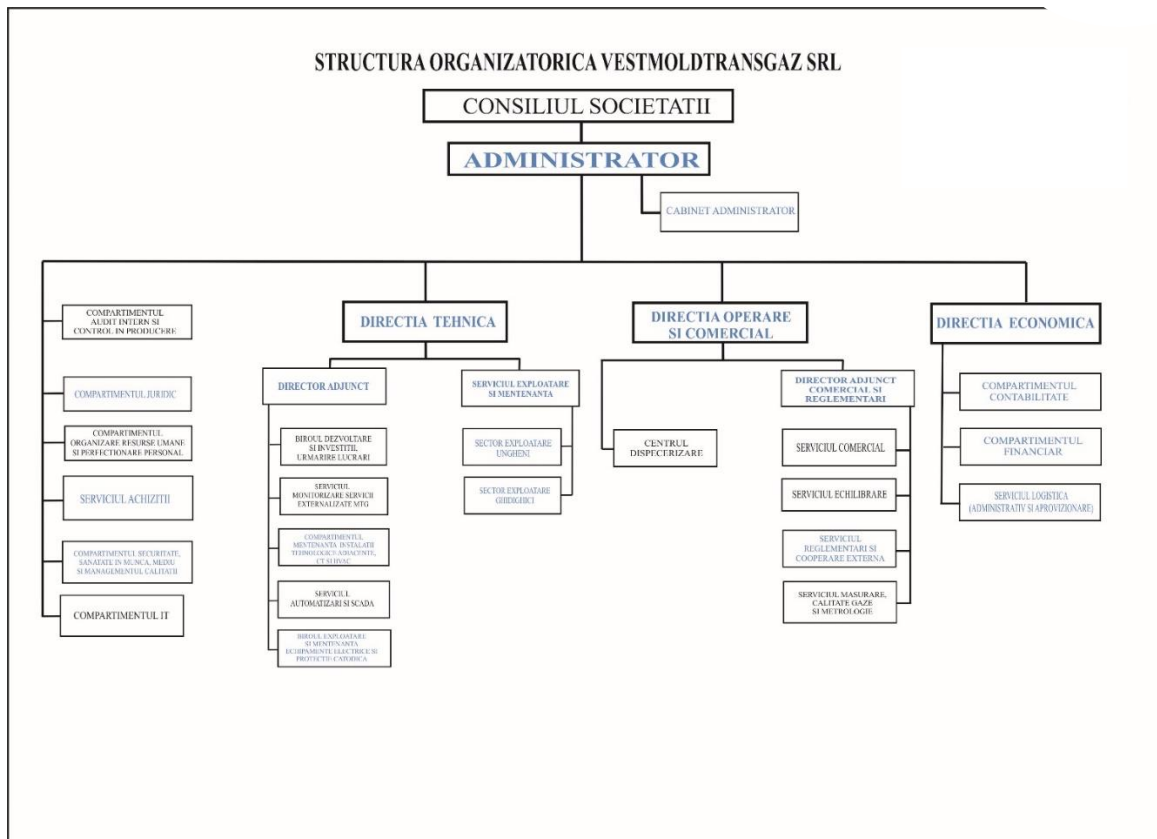 STRUCTURA ORGANIZATORICA VESTMOLDTRANSGAZ SRL
CONSILIUL SOCIETATII
ADMINISTRATOR
CABINET ADMINISTRATOR
COMPARTIMENTUL
AUDIT INTERN SI
CONTROL IN PRODUCERE
COMPARTIMENTUL JURIDIC
COMPARTIMENTUL
ORGANIZARE RESURSE UMANE
SI PERFECTIONARE PERSONAL
SERVICIUL ACHIZITII
COMPARTIMENTUL SECURITATE,
SANATATE IN MUNCA, MEDIU
SI MANAGEMENTUL CALITATII
COMPARTIMENTUL IT
DIRECTIA TEHNICA
DIRECTOR ADJUNCT
BIROUL DEZVOLTARE
SI INVESTITII,
URMARIRE LUCRARI
SERVICIUL
MONITORIZARE SERVICII
EXTERNALIZATE MTG
COMPARTIMENTUL
MENTENANTA INSTALATII
TEHNOLOGICE ADIACENTE,
CT SI HVAC
SERVICIUL
AUTOMATIZARI SI SCADA
BIROUL EXPLOATARE
SI MENTENANTA
ECHIPAMENTE ELECTRICE SI
PROTECTIE CATODICA
SERVICIUL EXPLOATARE
SI MENTENANTA
SECTOR EXPLOATARE
UNGHENI
SECTOR EXPLOATARE
GHIDIGHICI
DIRECTIA OPERARE
SI COMERCIAL
CENTRUL
DISPECERIZARE
DIRECTOR ADJUNCT
COMERCIAL SI
REGLEMENTARI
SERVICIUL COMERCIAL
SERVICIUL ECHILIBRARE
SERVICIUL
REGLEMENTARI SI
COOPERARE EXTERNA
SERVICIUL MASURARE,
CALITATE GAZE
SI METROLOGIE
DIRECTIA ECONOMICA
COMPARTIMENTUL
CONTABILITATE
COMPARTIMENTUL
FINANCIAR
SERVICIUL LOGISTICA
(ADMINISTRATIV SI APROVIZIONARE)